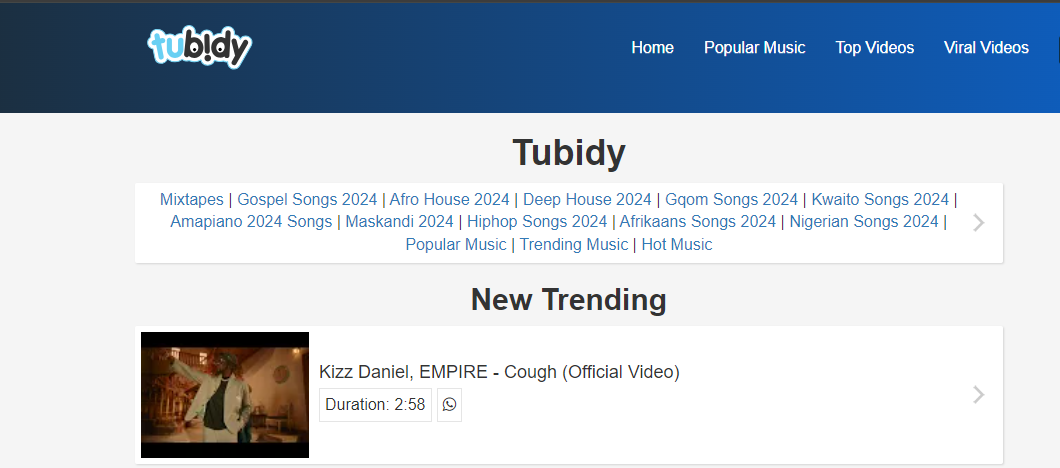 tubidy
Home Popular Music Top Videos Viral Videos
Tubidy
Mixtapes | Gospel Songs 2024 | Afro House 2024 | Deep House 2024 | Gqom Songs 2024 | Kwaito Songs 2024 |
Amapiano 2024 Songs | Maskandi 2024 | Hiphop Songs 2024 | Afrikaans Songs 2024 | Nigerian Songs 2024 |
Popular Music | Trending Music | Hot Music
New Trending
Kizz Daniel, EMPIRE - Cough (Official Video)
Duration: 2:58